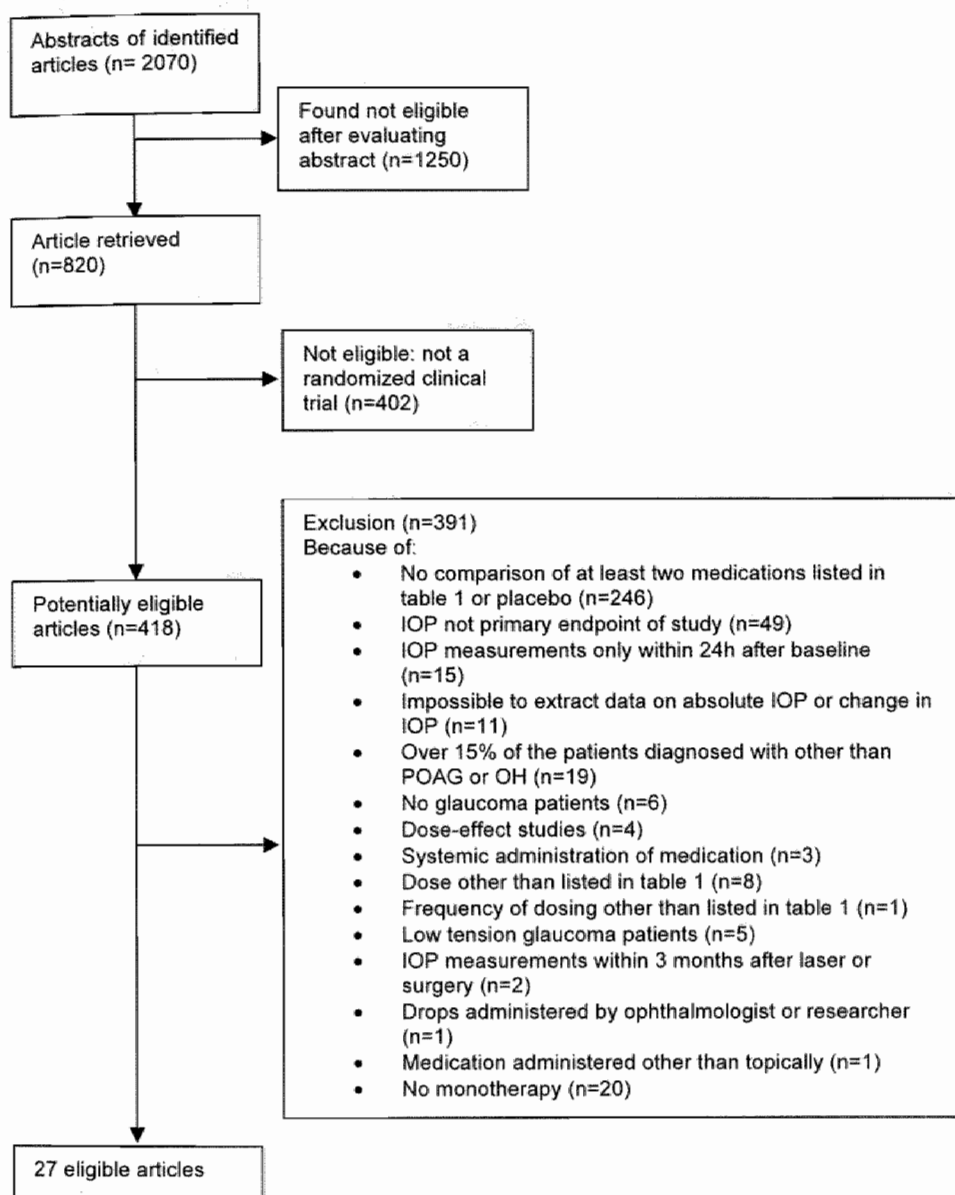 Abstracts of identified
articles (n= 2070)
Found not eligible
after evaluating
abstract (n=1250)
Article retrieved
(n=820)
Not eligible: not a
randomized clinical
trial (n=402)
Potentially eligible
articles (n=418)
Exclusion (n=391)
Because of:
• No comparison of at least two medications listed in
table 1 or placebo (n=246)
• IOP not primary endpoint of study (n=49)
• IOP measurements only within 24h after baseline
(n=15)
• Impossible to extract data on absolute IOP or change in
IOP (n=11)
• Over 15% of the patients diagnosed with other than
POAG or OH (n=19)
• No glaucoma patients (n=6)
• Dose-effect studies (n=4)
• Systemic administration of medication (n=3)
• Dose other than listed in table 1 (n=8)
• Frequency of dosing other than listed in table 1 (n=1)
• Low tension glaucoma patients (n=5)
• IOP measurements within 3 months after laser or
surgery (n=2)
• Drops administered by ophthalmologist or researcher
(n=1)
• Medication administered other than topically (n=1)
• No monotherapy (n=20)
27 eligible articles